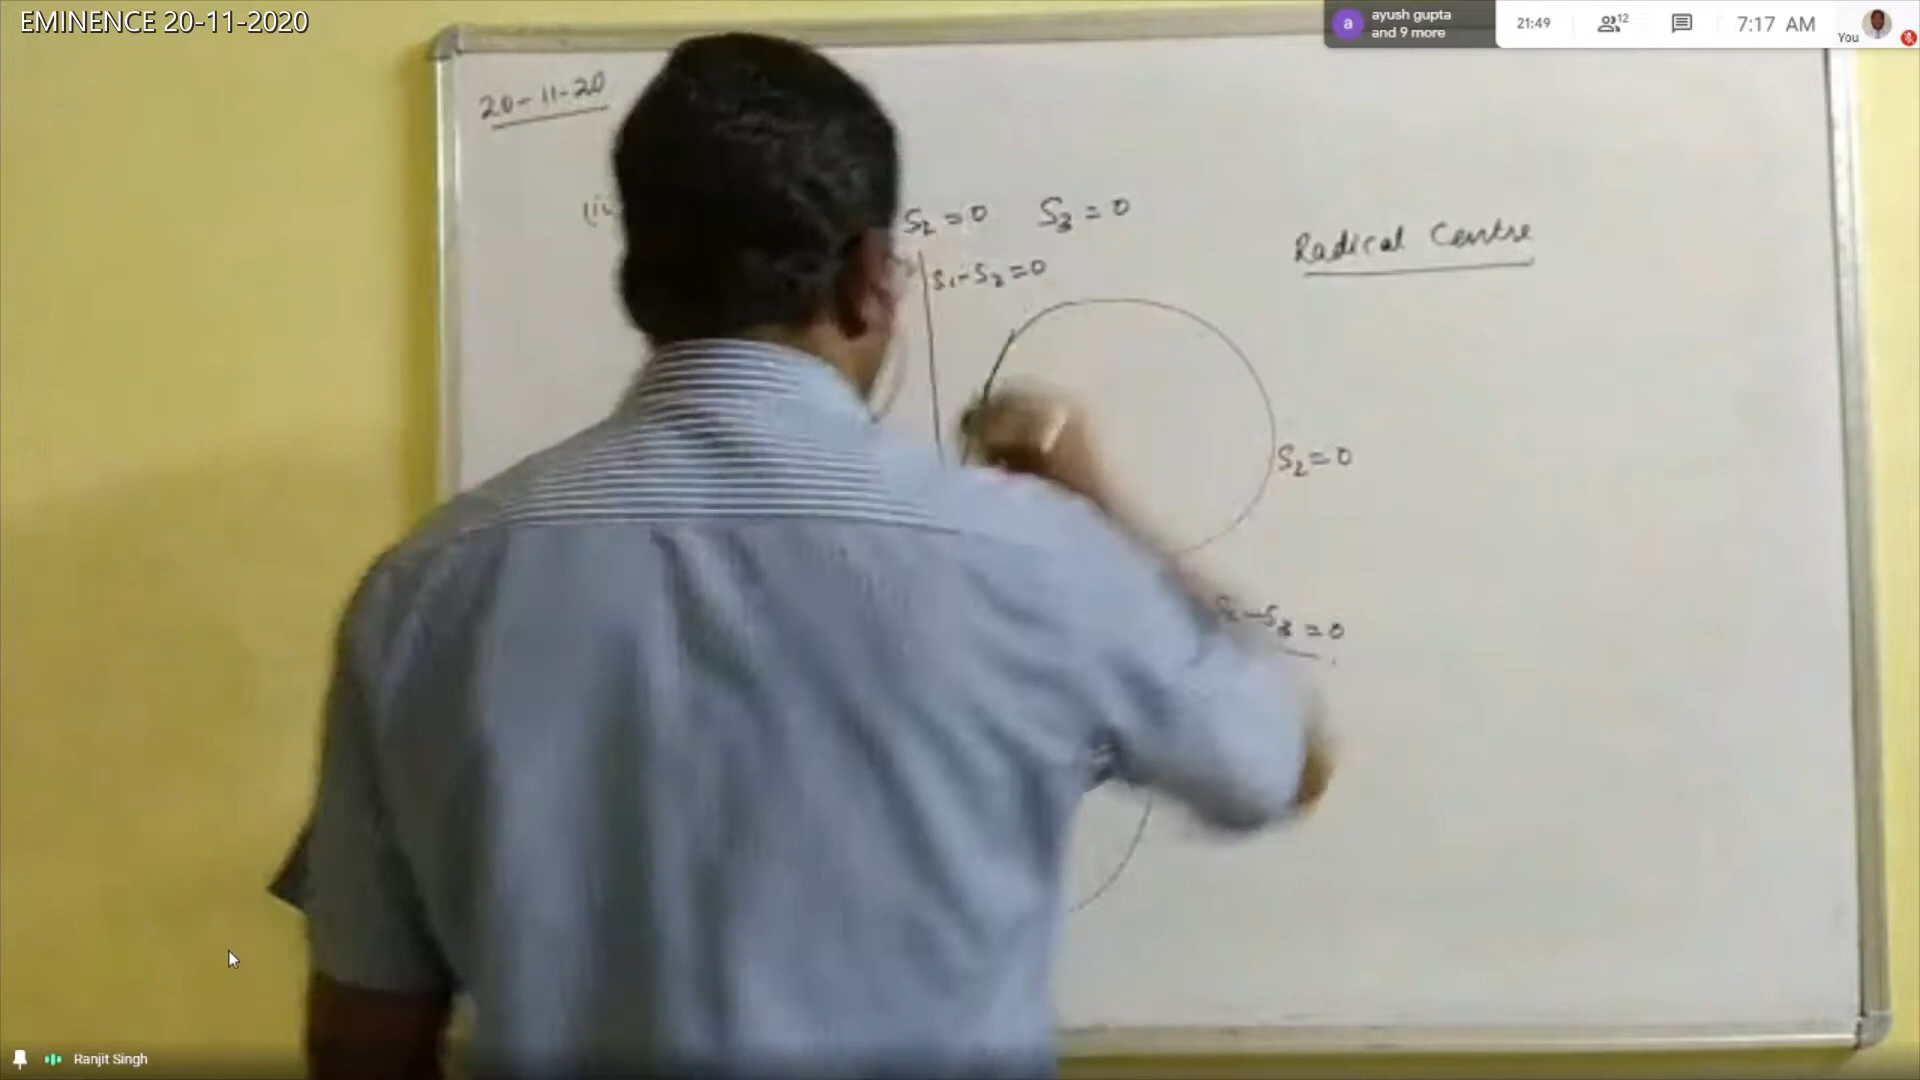 EMINENCE 20-11-2020
ayush gupta
and 9 more
a
21:49
12
7:17 AM
You
20-11-20
S₂ = 0 S₃ = 0
Radical Centre
S₁-S₂=0
S₂=0
-S₃ = 0
Ranjit Singh